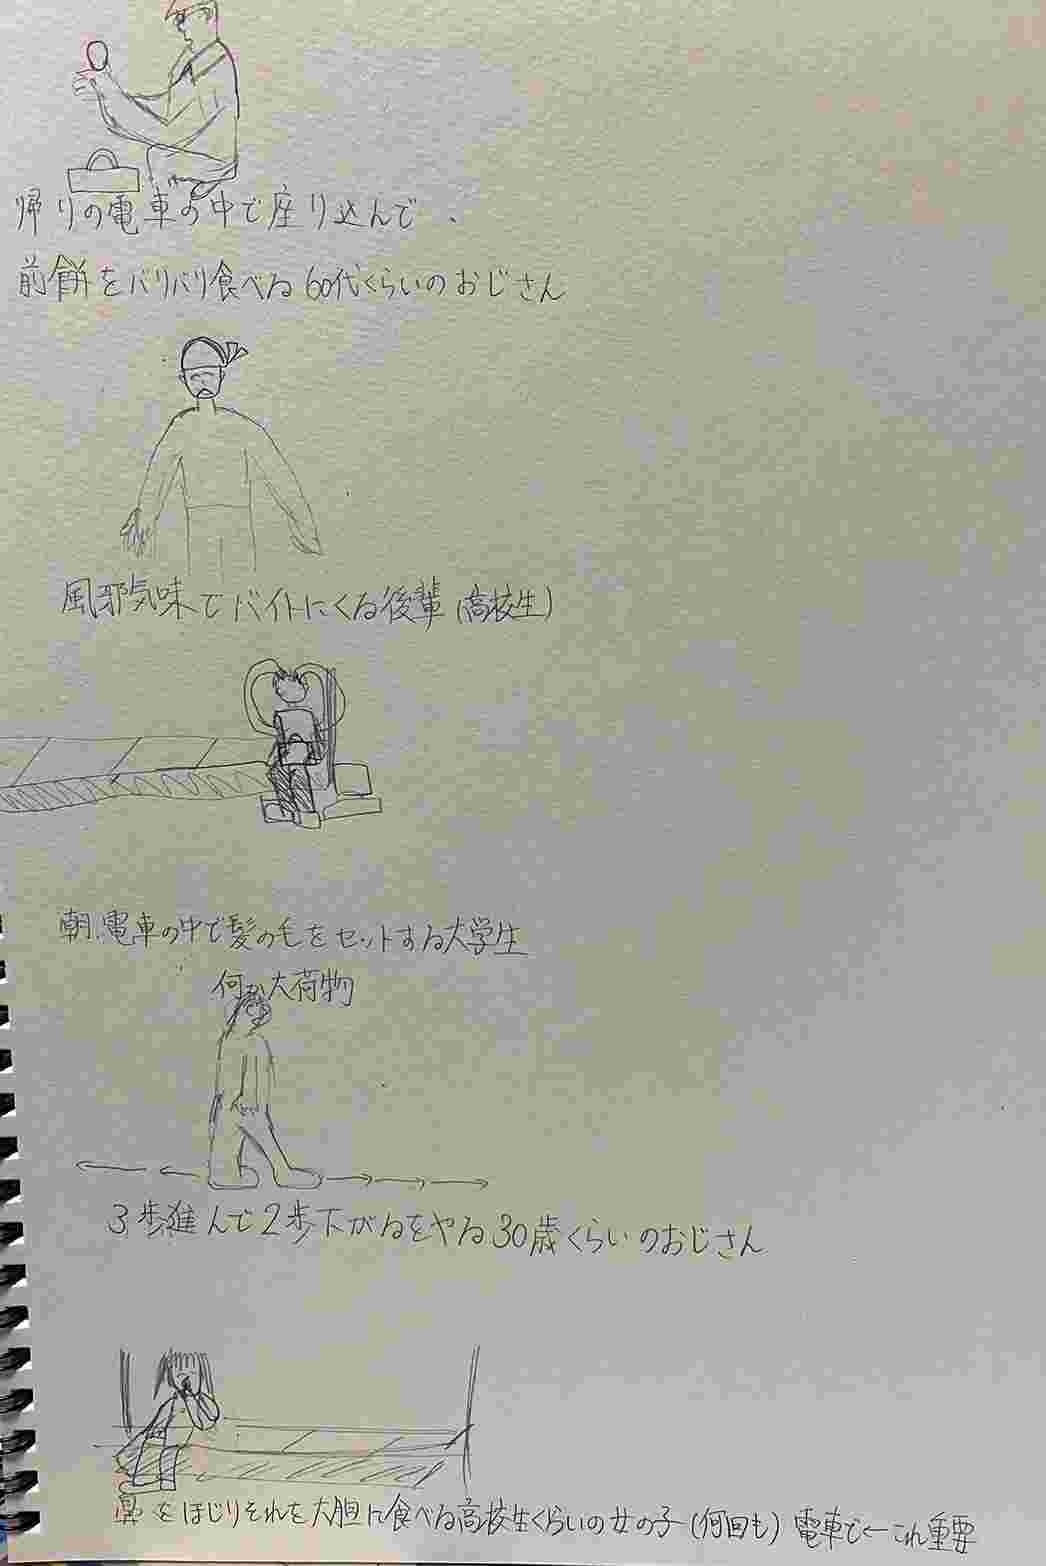 帰りの電車の中で座り込んで、
前餅をバリバリ食べる60代くらいのおじさん
風邪気味でバイトにくる後輩(高校生)
朝、電車の中で髪の毛をセットする大学生
何か大荷物
3歩進んで2歩下がるをやる30歳くらいのおじさん
鼻をほじりそれを大胆に食べる高校生くらいの女の子(何回も)電車で←これ重要